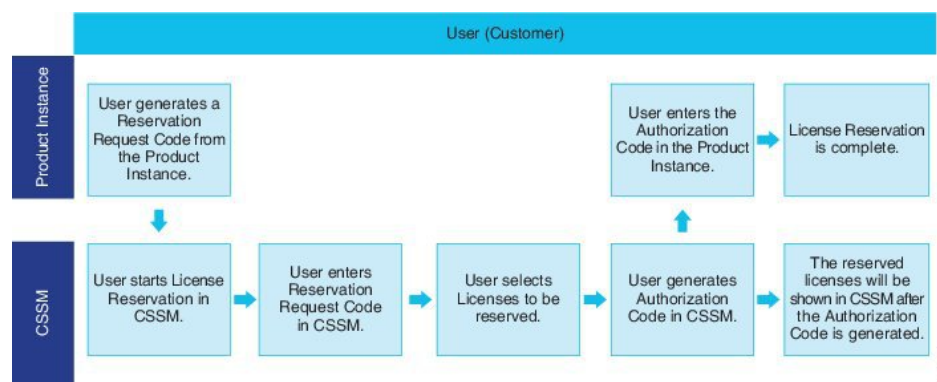 User (Customer)
Product Instance
User generates a
Reservation
Request Code from
the Product
Instance.
User enters the
Authorization
Code in the Product
Instance.
License Reservation
is complete.
CSSM
User starts License
Reservation in
CSSM.
User enters
Reservation
Request Code
in CSSM.
User selects
Licenses to be
reserved.
User generates
Authorization
Code in CSSM.
The reserved
licenses will be
shown in CSSM after
the Authorization
Code is generated.